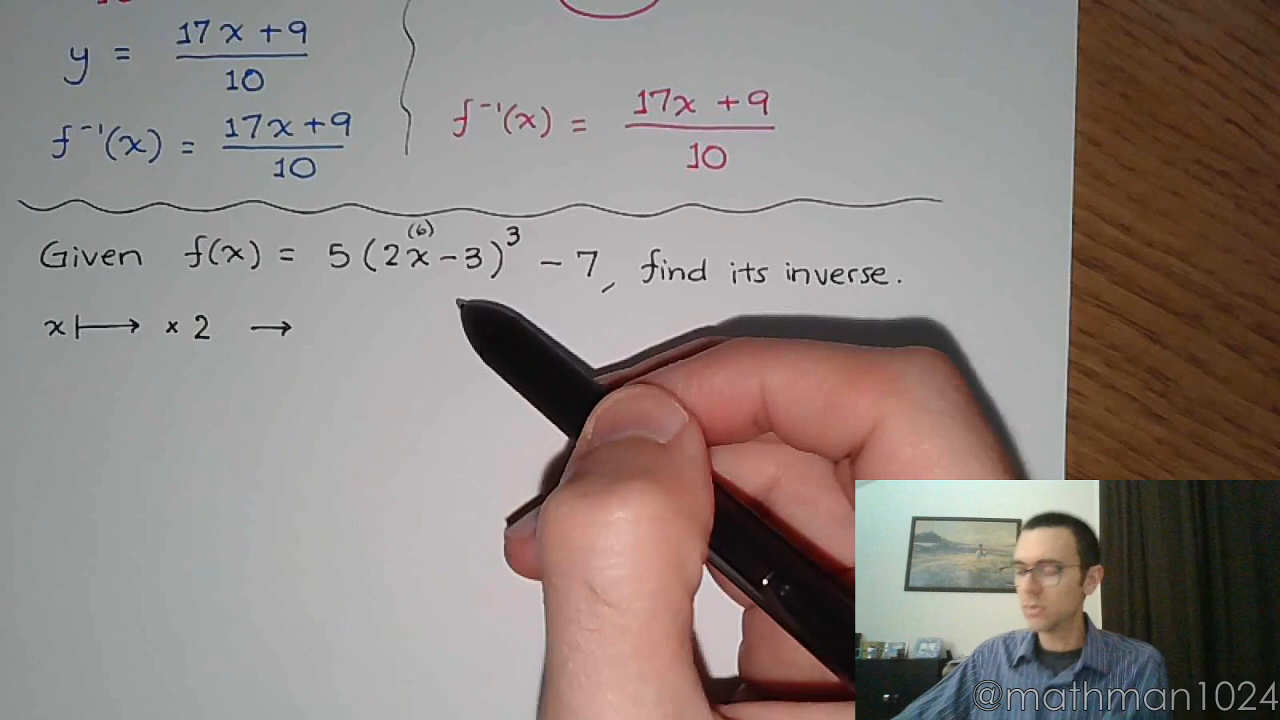 y = 17x + 9 / 10
f⁻¹(x) = 17x + 9 / 10
f⁻¹(x) = 17x + 9 / 10
Given f(x) = 5(2x - 3)³ - 7, find its inverse.
(6)
x ↦ × 2 →
@mathman1024